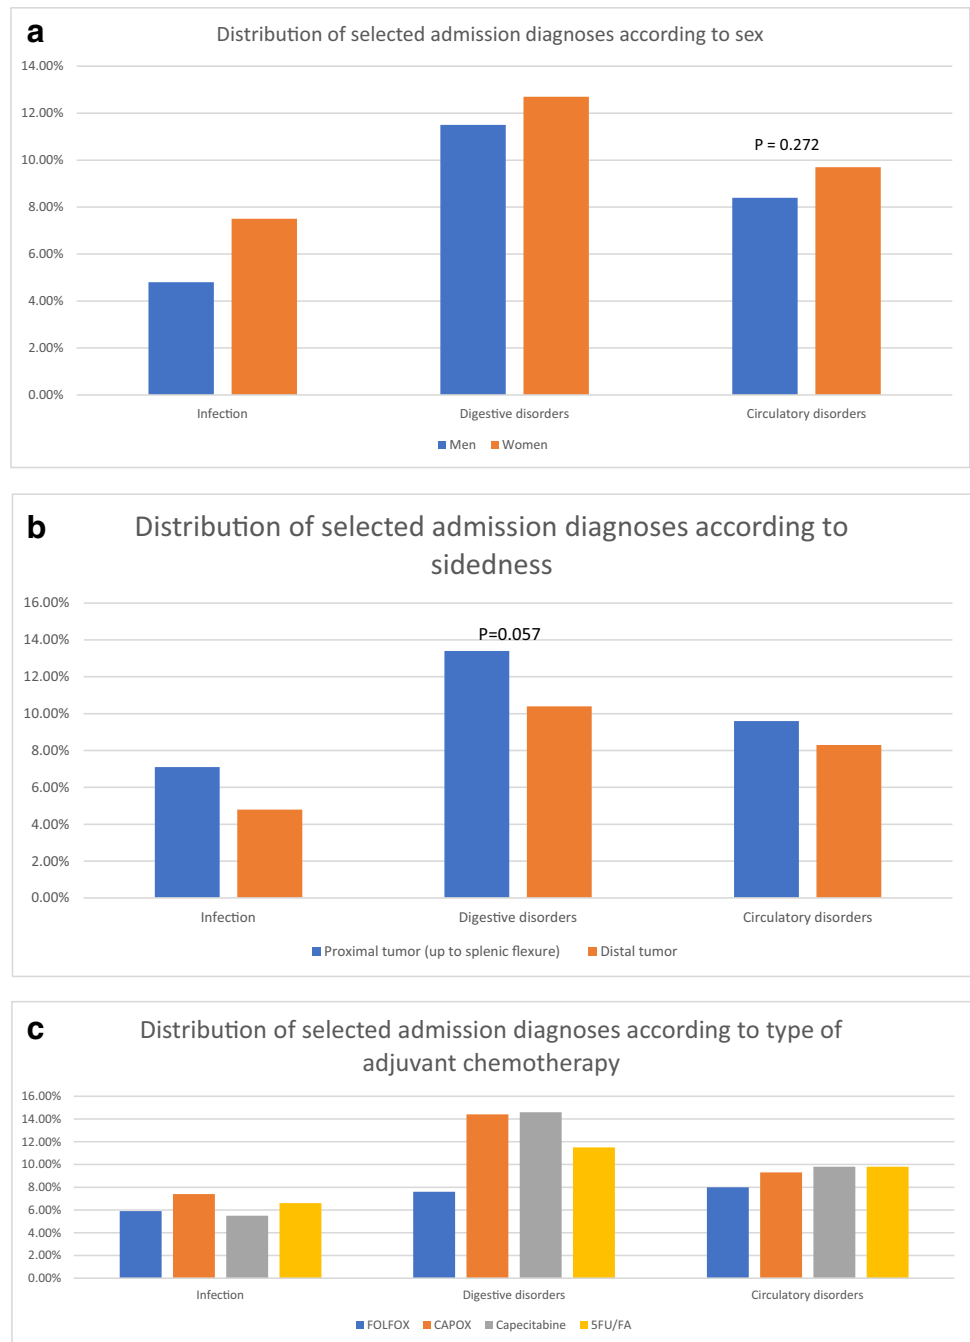 a
Distribution of selected admission diagnoses according to sex
14.00%
12.00%
10.00%
8.00%
6.00%
4.00%
2.00%
0.00%
P = 0.272
Infection
Digestive disorders
Circulatory disorders
Men
Women
b
Distribution of selected admission diagnoses according to
sidedness
16.00%
14.00%
12.00%
10.00%
8.00%
6.00%
4.00%
2.00%
0.00%
P=0.057
Infection
Digestive disorders
Circulatory disorders
Proximal tumor (up to splenic flexure)
Distal tumor
c
Distribution of selected admission diagnoses according to type of
adjuvant chemotherapy
16.00%
14.00%
12.00%
10.00%
8.00%
6.00%
4.00%
2.00%
0.00%
Infection
Digestive disorders
Circulatory disorders
FOLFOX
CAPOX
Capecitabine
5FU/FA